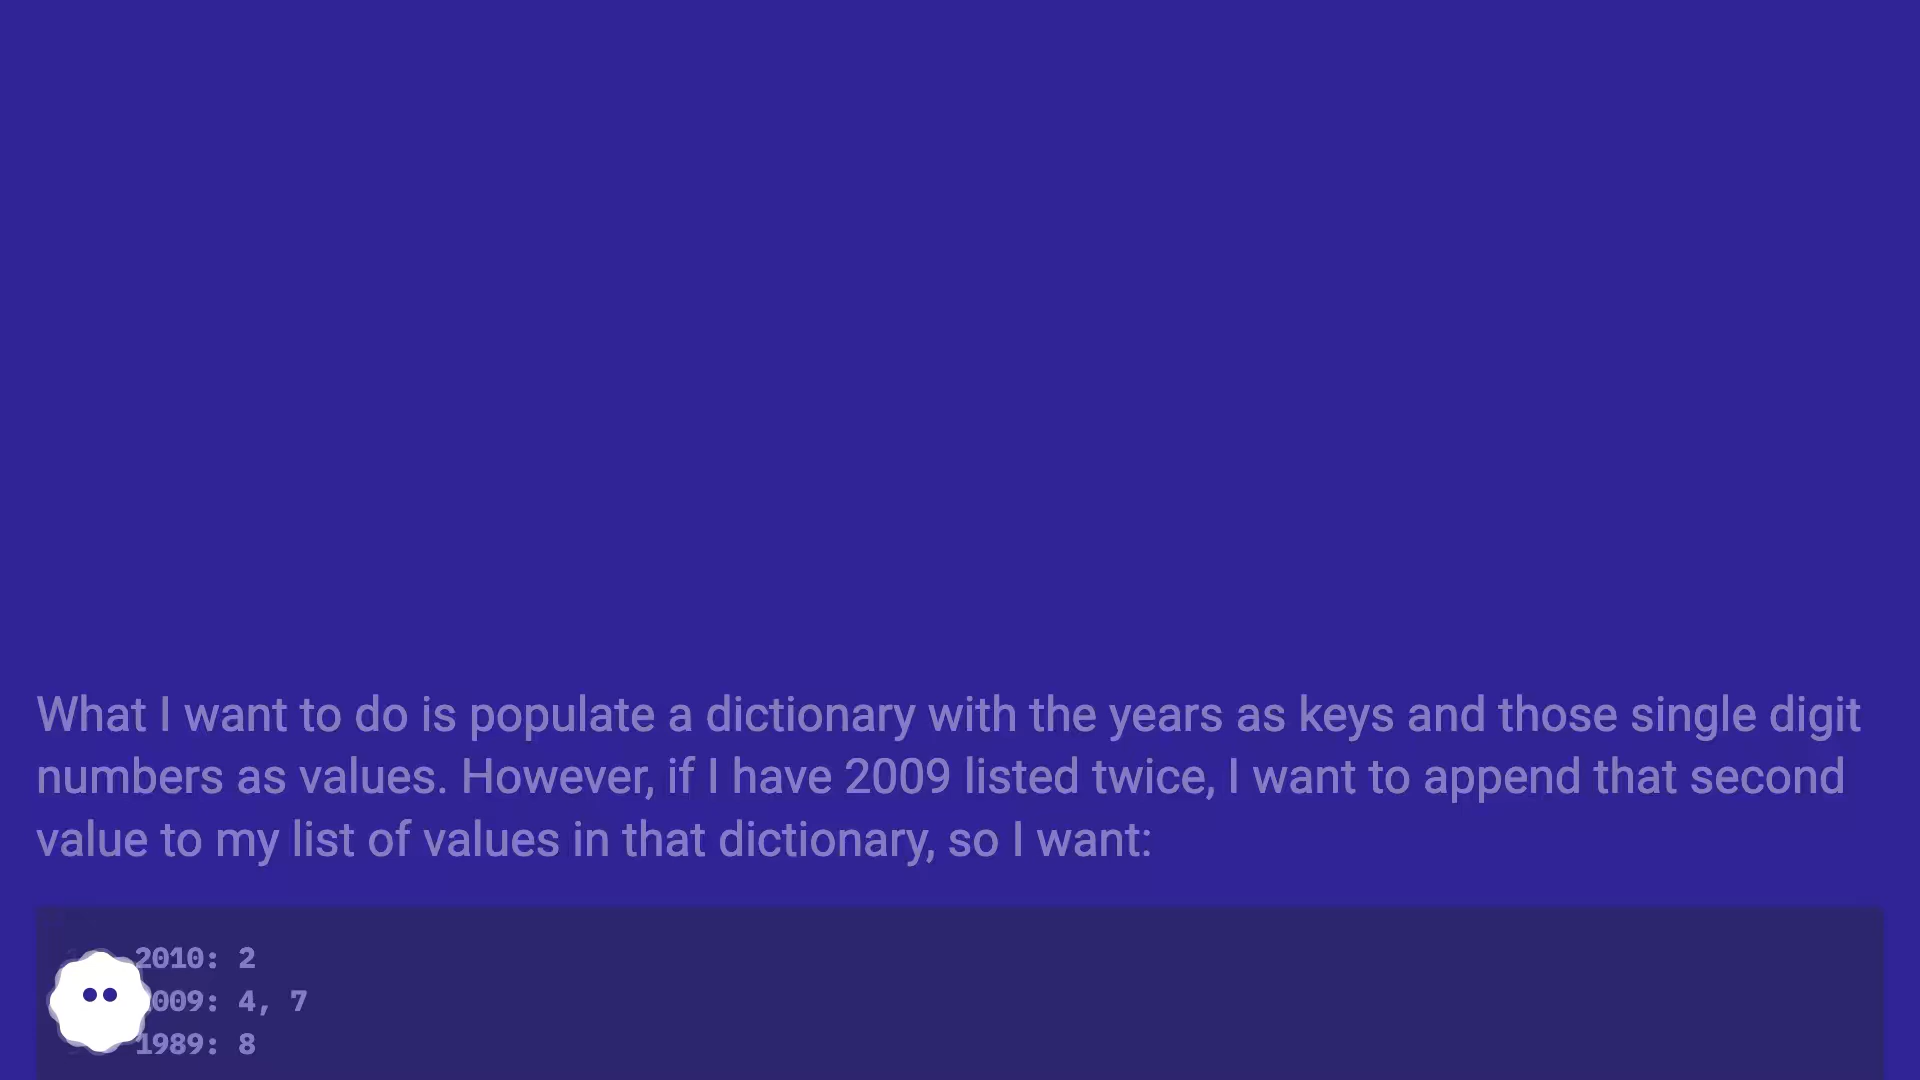 What I want to do is populate a dictionary with the years as keys and those single digit
numbers as values. However, if I have 2009 listed twice, I want to append that second
value to my list of values in that dictionary, so I want:
2010: 2
009: 4, 7
1989: 8